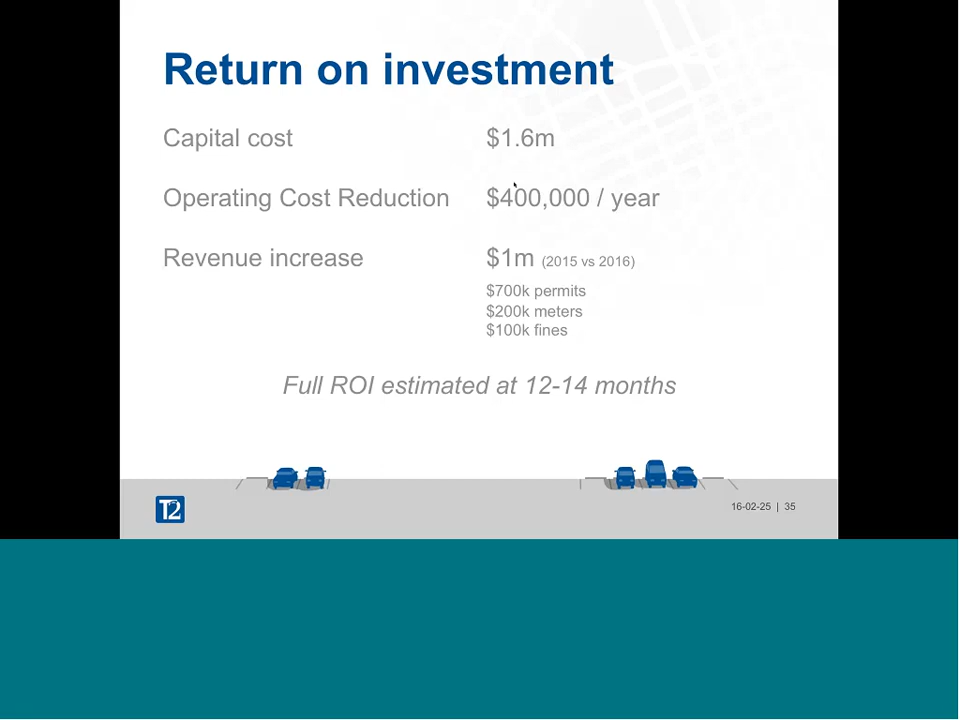 Return on investment
Capital cost $1.6m
Operating Cost Reduction $400,000 / year
Revenue increase $1m (2015 vs 2016)
$700k permits
$200k meters
$100k fines
Full ROI estimated at 12-14 months
T2
16-02-25 | 35